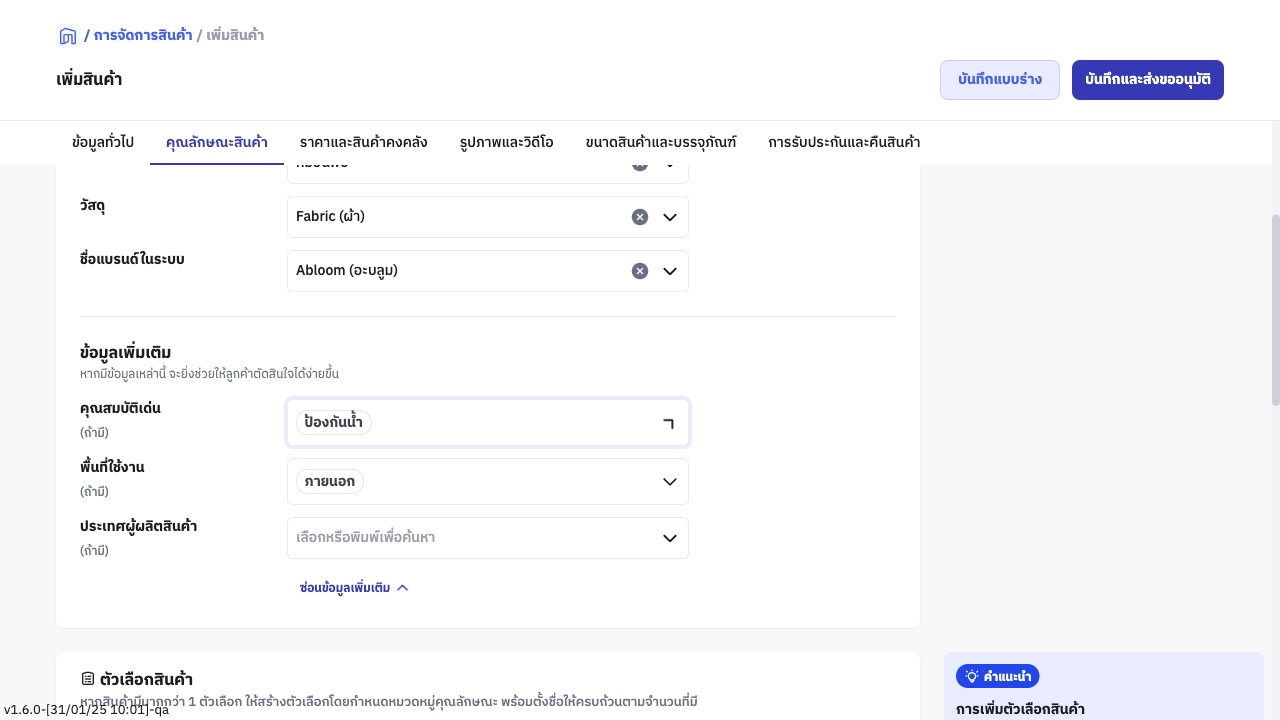 / การจัดการสินค้า / เพิ่มสินค้า
เพิ่มสินค้า
บันทึกแบบร่าง
บันทึกและส่งขออนุมัติ
ข้อมูลทั่วไป
คุณลักษณะสินค้า
ราคาและสินค้าคงคลัง
รูปภาพและวิดีโอ
ขนาดสินค้าและบรรจุภัณฑ์
การรับประกันและคืนสินค้า
วัสดุ
Fabric (ผ้า)
ชื่อแบรนด์ในระบบ
Abloom (อะบลูม)
ข้อมูลเพิ่มเติม
หากมีข้อมูลเหล่านี้ จะยิ่งช่วยให้ลูกค้าตัดสินใจได้ง่ายขึ้น
คุณสมบัติเด่น
(ถ้ามี)
ป้องกันน้ำ
พื้นที่ใช้งาน
(ถ้ามี)
ภายนอก
ประเทศผู้ผลิตสินค้า
(ถ้ามี)
เลือกหรือพิมพ์เพื่อค้นหา
ซ่อนข้อมูลเพิ่มเติม
ตัวเลือกสินค้า
หากสินค้ามีมากกว่า 1 ตัวเลือก ให้สร้างตัวเลือกโดยกำหนดหมวดหมู่คุณลักษณะ พร้อมตั้งชื่อให้ครบถ้วนตามจำนวนที่มี
คำแนะนำ
การเพิ่มตัวเลือกสินค้า
v1.6.0-[31/01/25 10:01]-qa